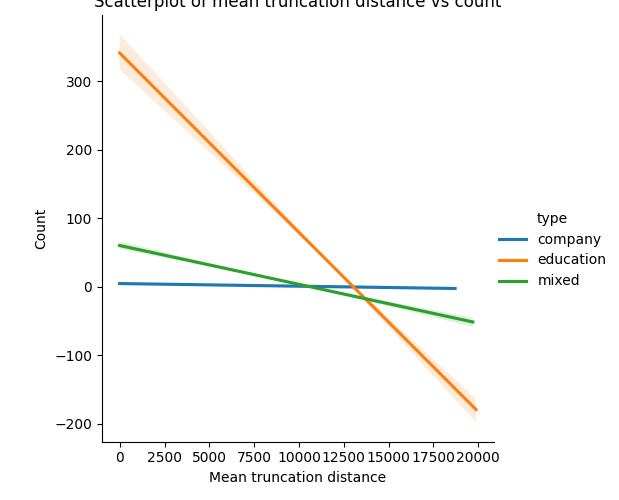 Scatterplot of mean truncation distance vs count
300
200
100
0
−100
−200
Count
0 2500 5000 7500 10000 12500 15000 17500 20000
Mean truncation distance
type
company
education
mixed